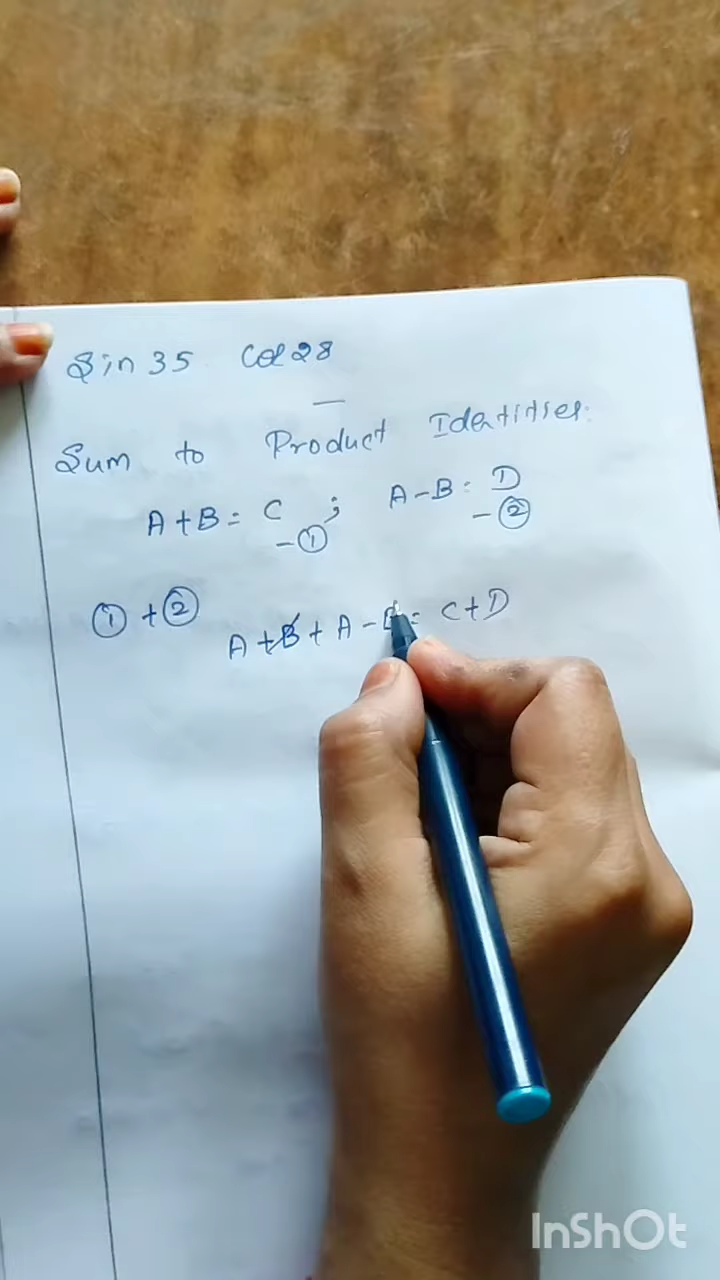 Sin 35 Cos 28
Sum to Product Identities:
A+B = C ; A-B = D
-① -②
① + ②
A+B+A-B = C+D
InShOt